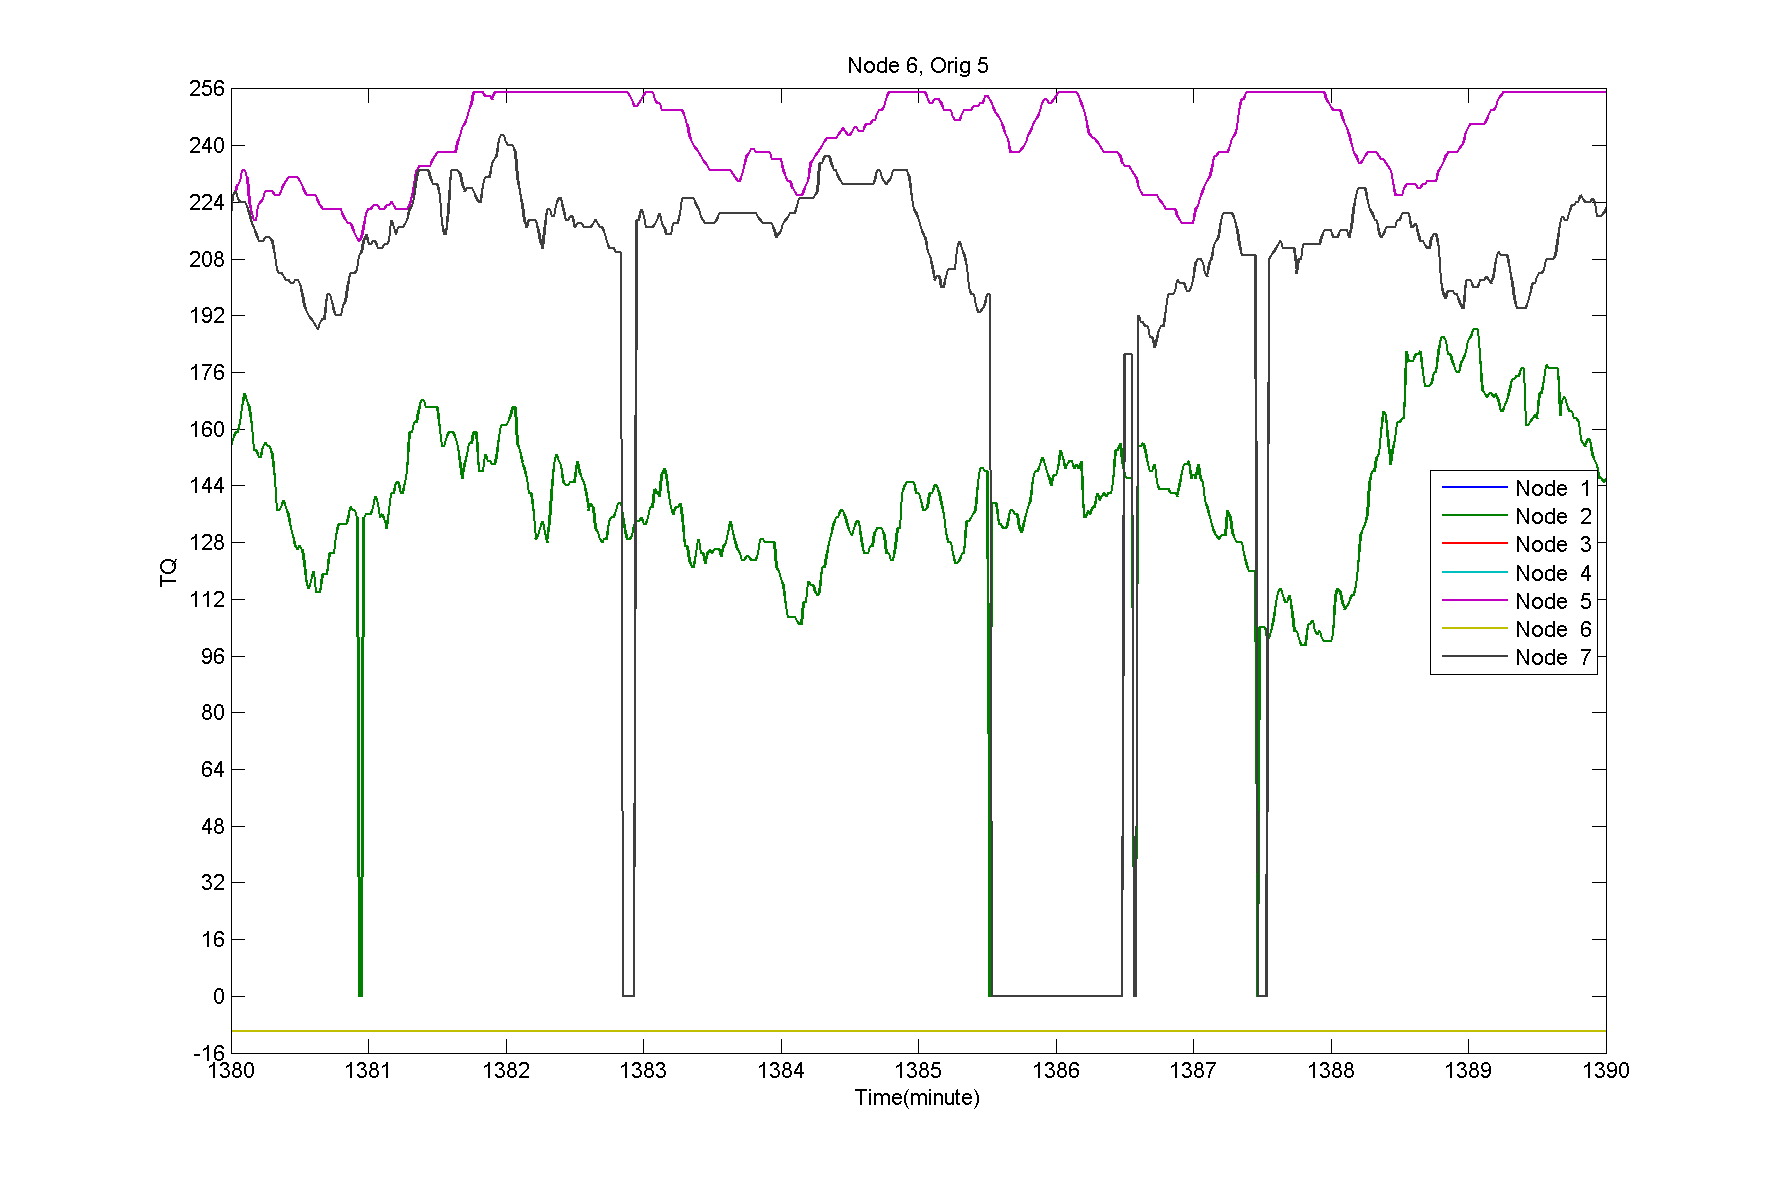 Node 6, Orig 5
256
240
224
208
192
176
160
144
128
112
96
80
64
48
32
16
0
-16
TQ
Node 1
Node 2
Node 3
Node 4
Node 5
Node 6
Node 7
1380 1381 1382 1383 1384 1385 1386 1387 1388 1389 1390
Time(minute)